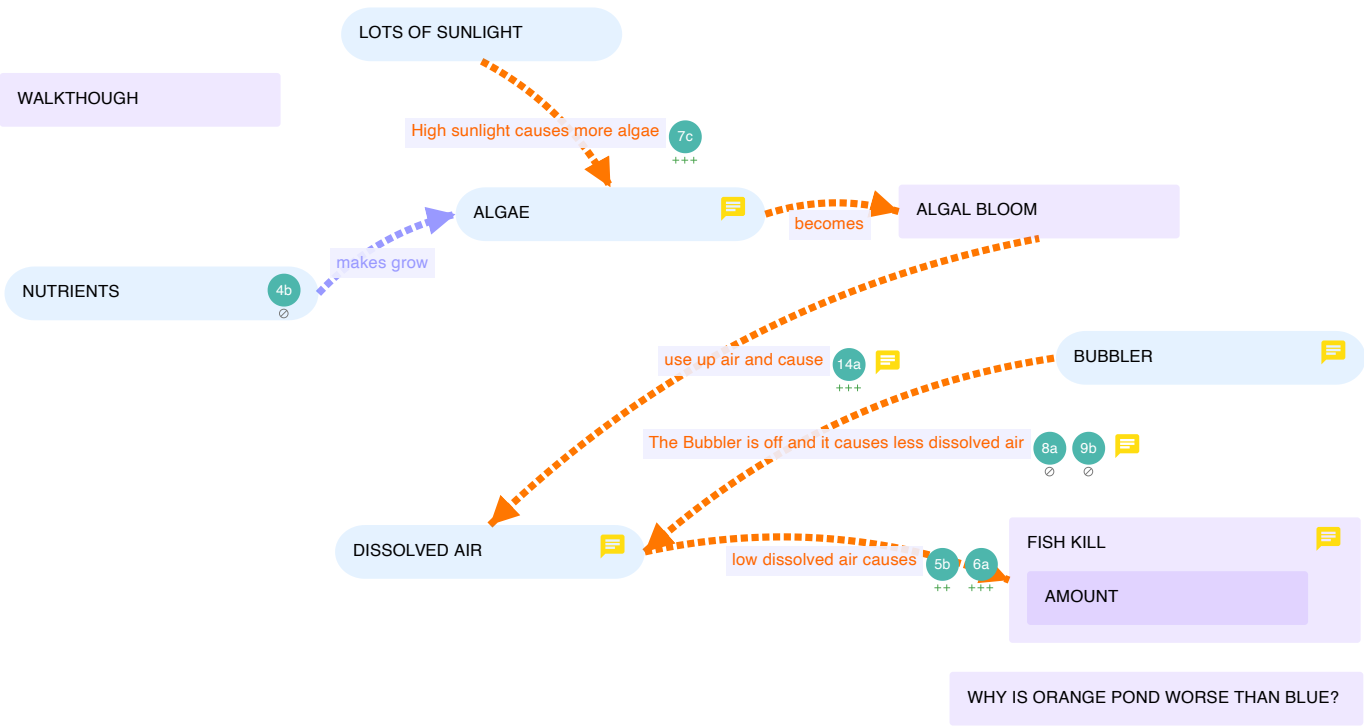 LOTS OF SUNLIGHT
WALKTHOUGH
High sunlight causes more algae
7c
+++
ALGAE
becomes
ALGAL BLOOM
makes grow
NUTRIENTS
4b
use up air and cause
14a
+++
BUBBLER
The Bubbler is off and it causes less dissolved air
8a
9b
DISSOLVED AIR
low dissolved air causes
5b
++
6a
+++
FISH KILL
AMOUNT
WHY IS ORANGE POND WORSE THAN BLUE?